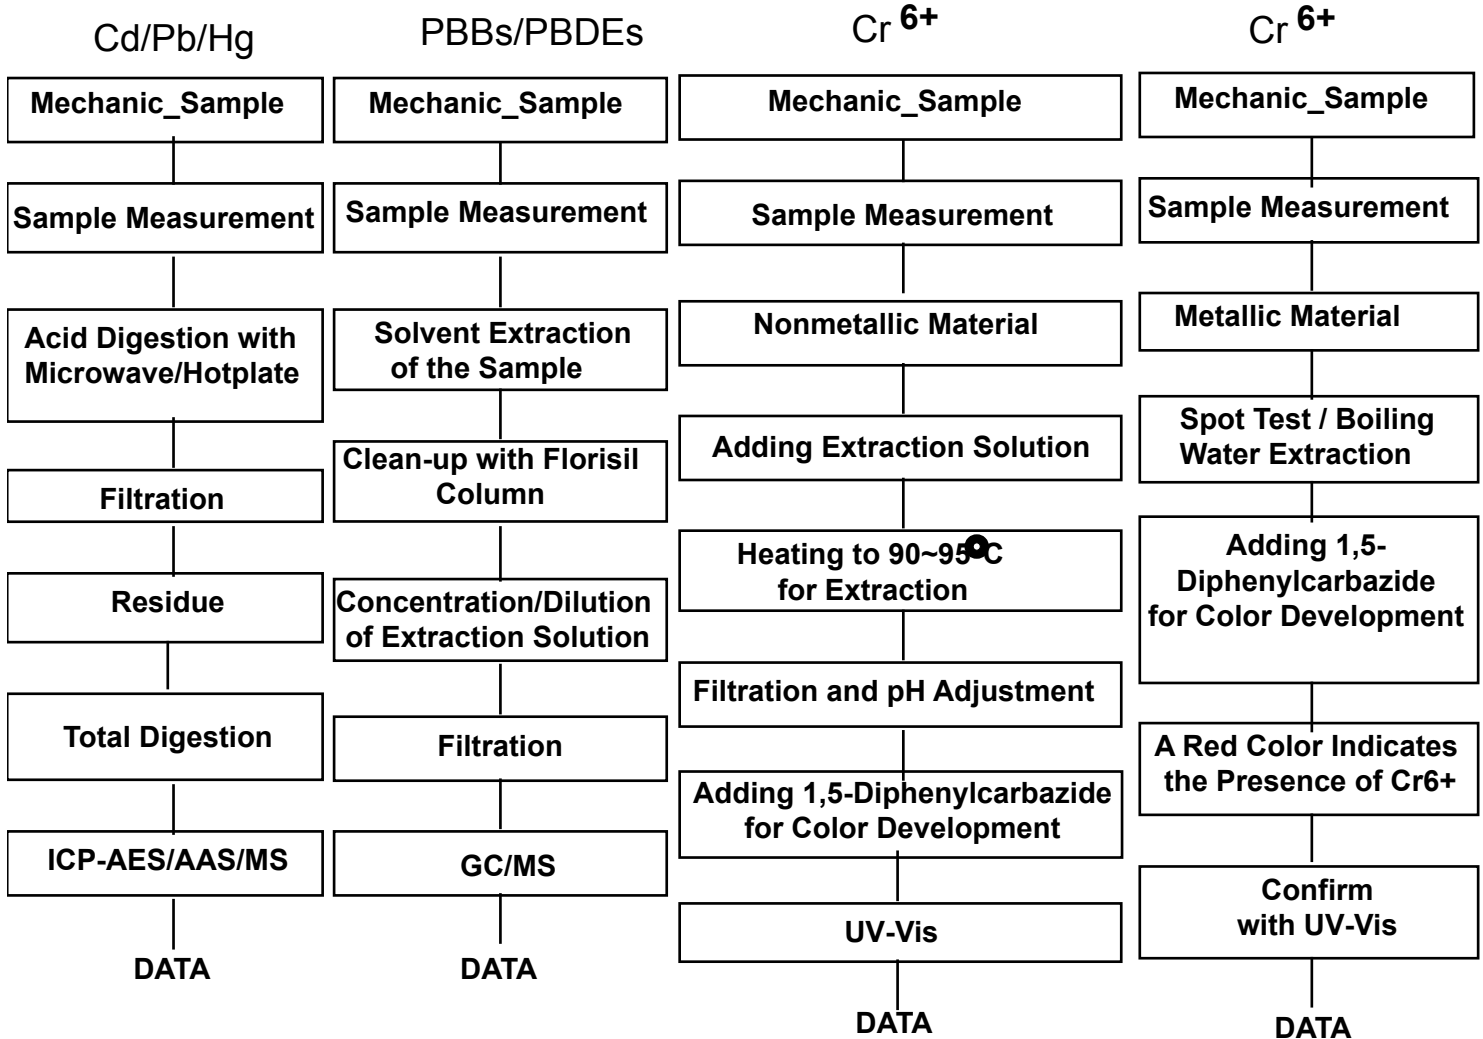 Cd/Pb/Hg
Mechanic_Sample
Sample Measurement
Acid Digestion with
Microwave/Hotplate
Filtration
Residue
Total Digestion
ICP-AES/AAS/MS
DATA
PBBs/PBDEs
Mechanic_Sample
Sample Measurement
Solvent Extraction
of the Sample
Clean-up with Florisil
Column
Concentration/Dilution
of Extraction Solution
Filtration
GC/MS
DATA
Cr 6+
Mechanic_Sample
Sample Measurement
Nonmetallic Material
Adding Extraction Solution
Heating to 90~95°C
for Extraction
Filtration and pH Adjustment
Adding 1,5-Diphenylcarbazide
for Color Development
UV-Vis
DATA
Cr 6+
Mechanic_Sample
Sample Measurement
Metallic Material
Spot Test / Boiling
Water Extraction
Adding 1,5-
Diphenylcarbazide
for Color Development
A Red Color Indicates
the Presence of Cr6+
Confirm
with UV-Vis
DATA